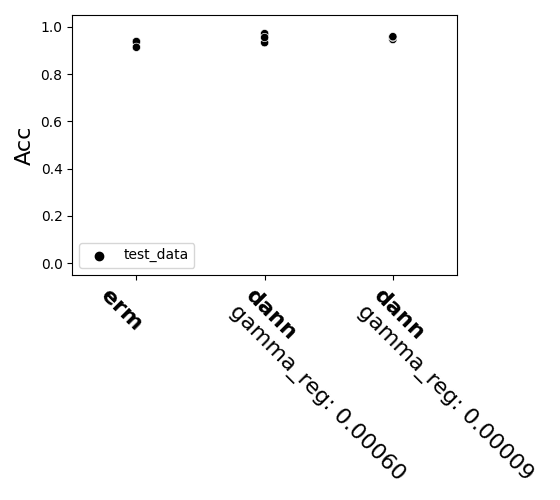 1.0
0.8
0.6
0.4
0.2
0.0
Acc
test_data
erm
dann
gamma_reg: 0.00060
dann
gamma_reg: 0.00009